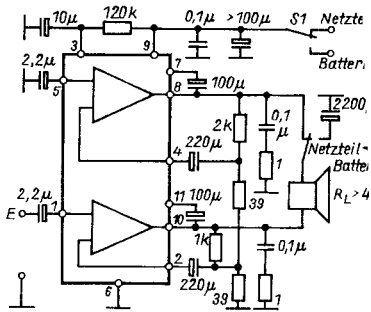 10µ
120k
0,1µ
>100µ
S1
Netzte
Batteri
3
9
2,2µ
5
7
100µ
8
2k
0,1
µ
2200
4
220µ
1
Netzteil
Batte
39
R_L>4
2,2µ
E
1
11
100µ
10
1k
0,1µ
2
220µ
6
39
1